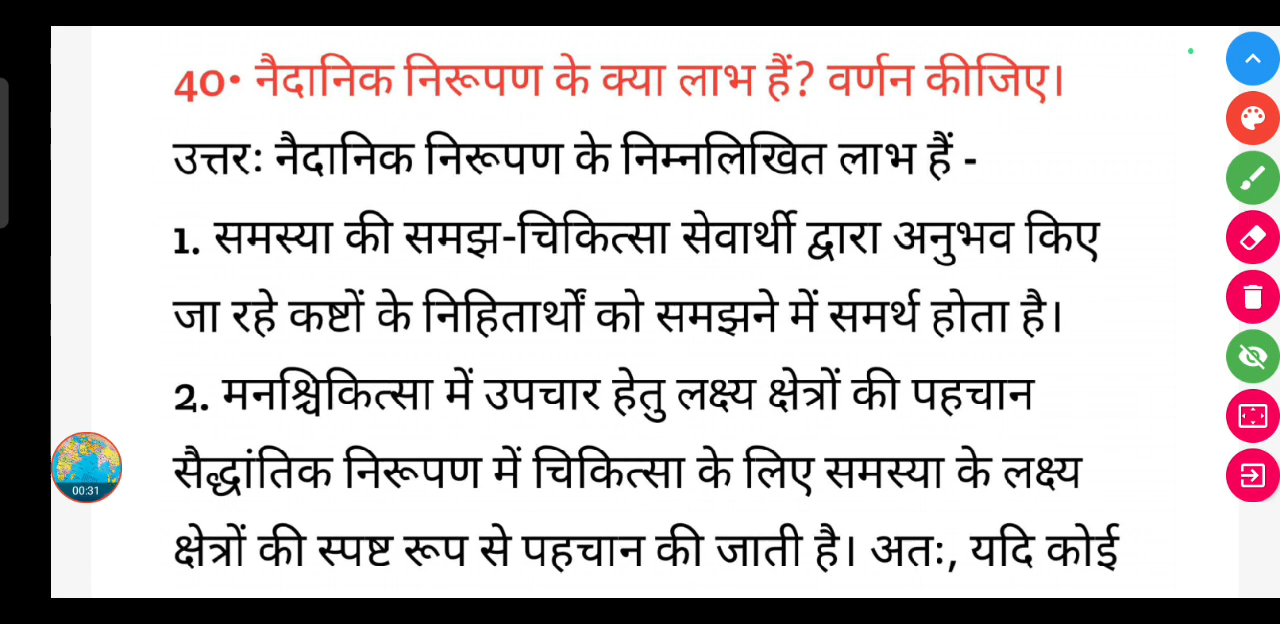 40• नैदानिक निरूपण के क्या लाभ हैं? वर्णन कीजिए।
उत्तर: नैदानिक निरूपण के निम्नलिखित लाभ हैं -
1. समस्या की समझ-चिकित्सा सेवार्थी द्वारा अनुभव किए
जा रहे कष्टों के निहितार्थों को समझने में समर्थ होता है।
2. मनश्चिकित्सा में उपचार हेतु लक्ष्य क्षेत्रों की पहचान
सैद्धांतिक निरूपण में चिकित्सा के लिए समस्या के लक्ष्य
00:31
क्षेत्रों की स्पष्ट रूप से पहचान की जाती है। अत:, यदि कोई